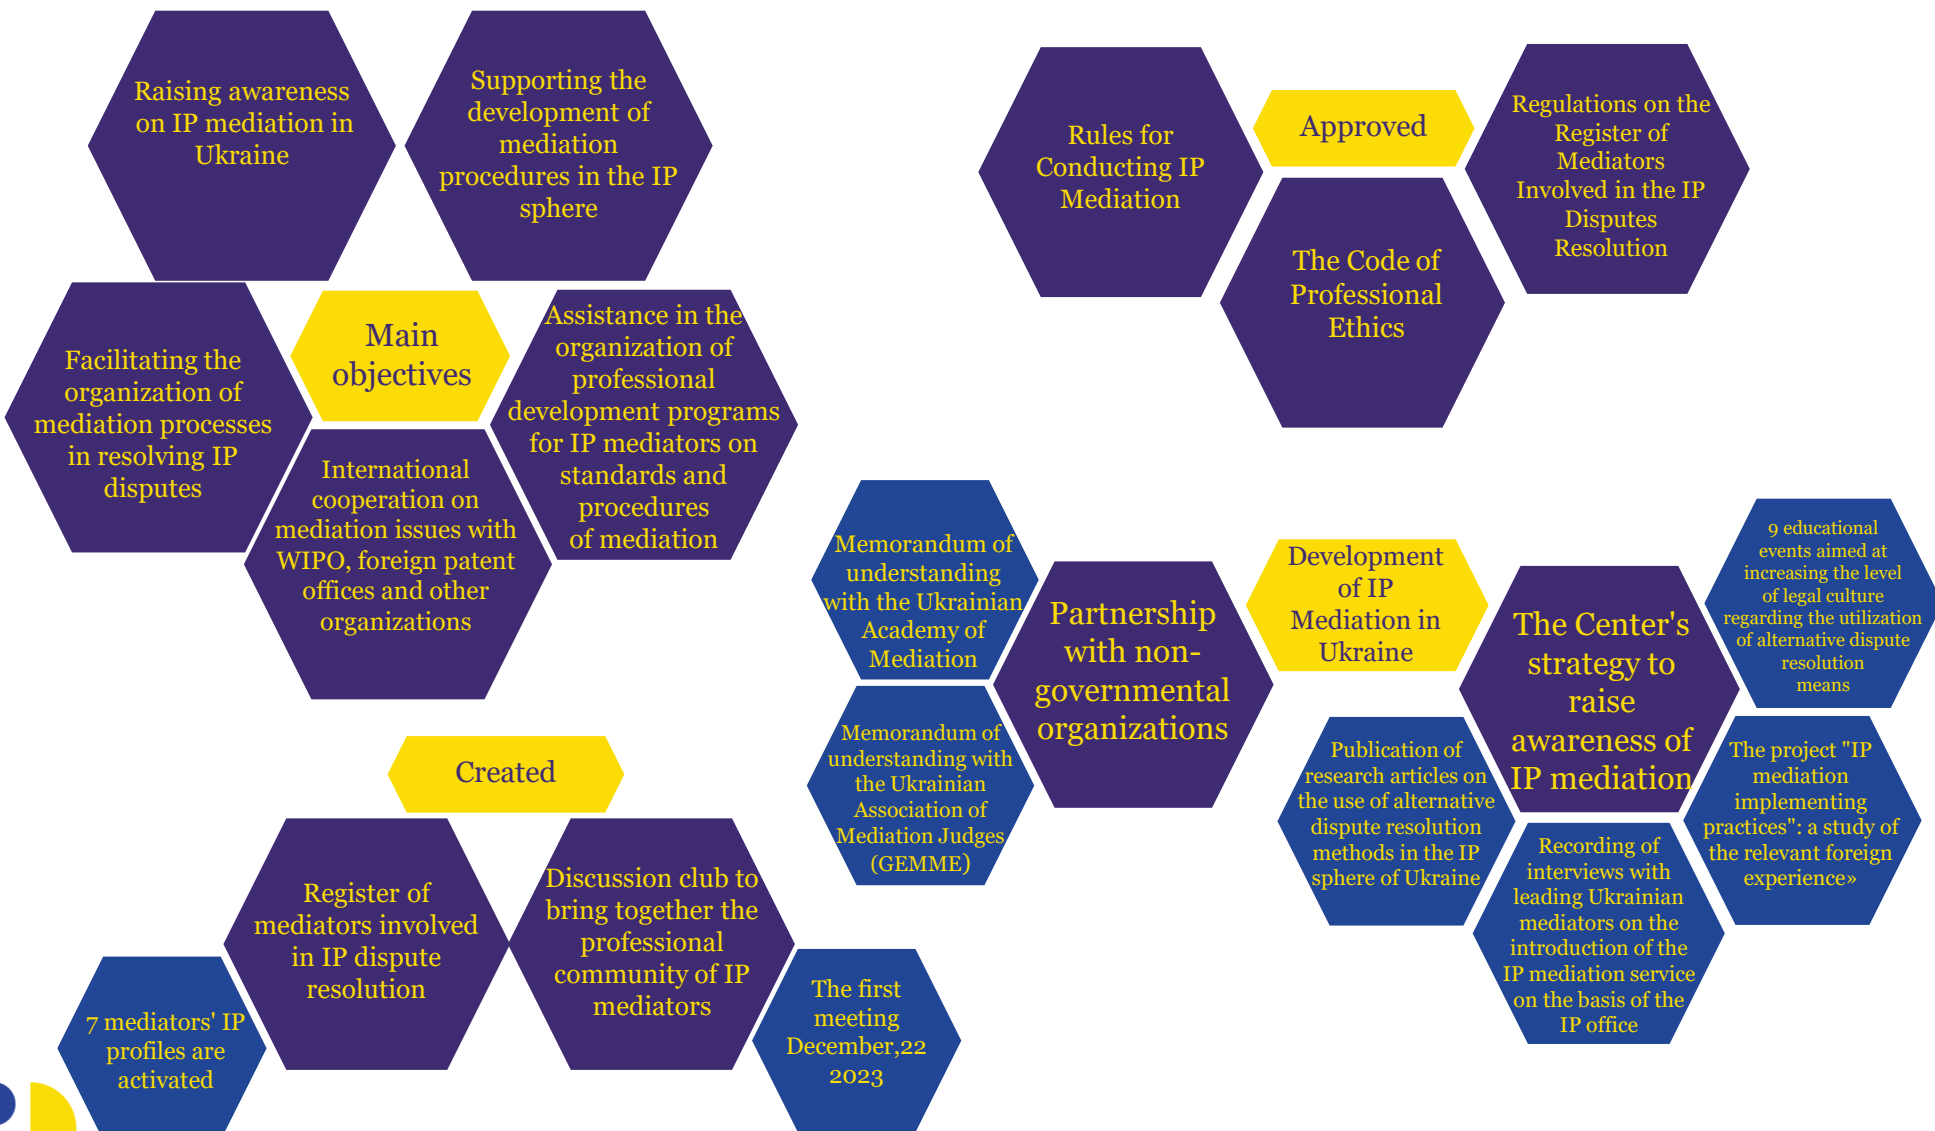 Raising awareness
on IP mediation in
Ukraine
Supporting the
development of
mediation
procedures in the IP
sphere
Facilitating the
organization of
mediation processes
in resolving IP
disputes
Main
objectives
Assistance in the
organization of
professional
development programs
for IP mediators on
standards and
procedures
of mediation
International
cooperation on
mediation issues with
WIPO, foreign patent
offices and other
organizations
Rules for
Conducting IP
Mediation
Approved
Regulations on the
Register of
Mediators
Involved in the IP
Disputes
Resolution
The Code of
Professional
Ethics
Created
Register of
mediators involved
in IP dispute
resolution
Discussion club to
bring together the
professional
community of IP
mediators
7 mediators' IP
profiles are
activated
The first
meeting
December,22
2023
Memorandum of
understanding
with the Ukrainian
Academy of
Mediation
Memorandum of
understanding with
the Ukrainian
Association of
Mediation Judges
(GEMME)
Partnership
with non-
governmental
organizations
Development
of IP
Mediation in
Ukraine
The Center's
strategy to
raise
awareness of
IP mediation
9 educational
events aimed at
increasing the level
of legal culture
regarding the utilization
of alternative dispute
resolution
means
Publication of
research articles on
the use of alternative
dispute resolution
methods in the IP
sphere of Ukraine
The project "IP
mediation
implementing
practices": a study of
the relevant foreign
experience»
Recording of
interviews with
leading Ukrainian
mediators on the
introduction of the
IP mediation service
on the basis of the
IP office